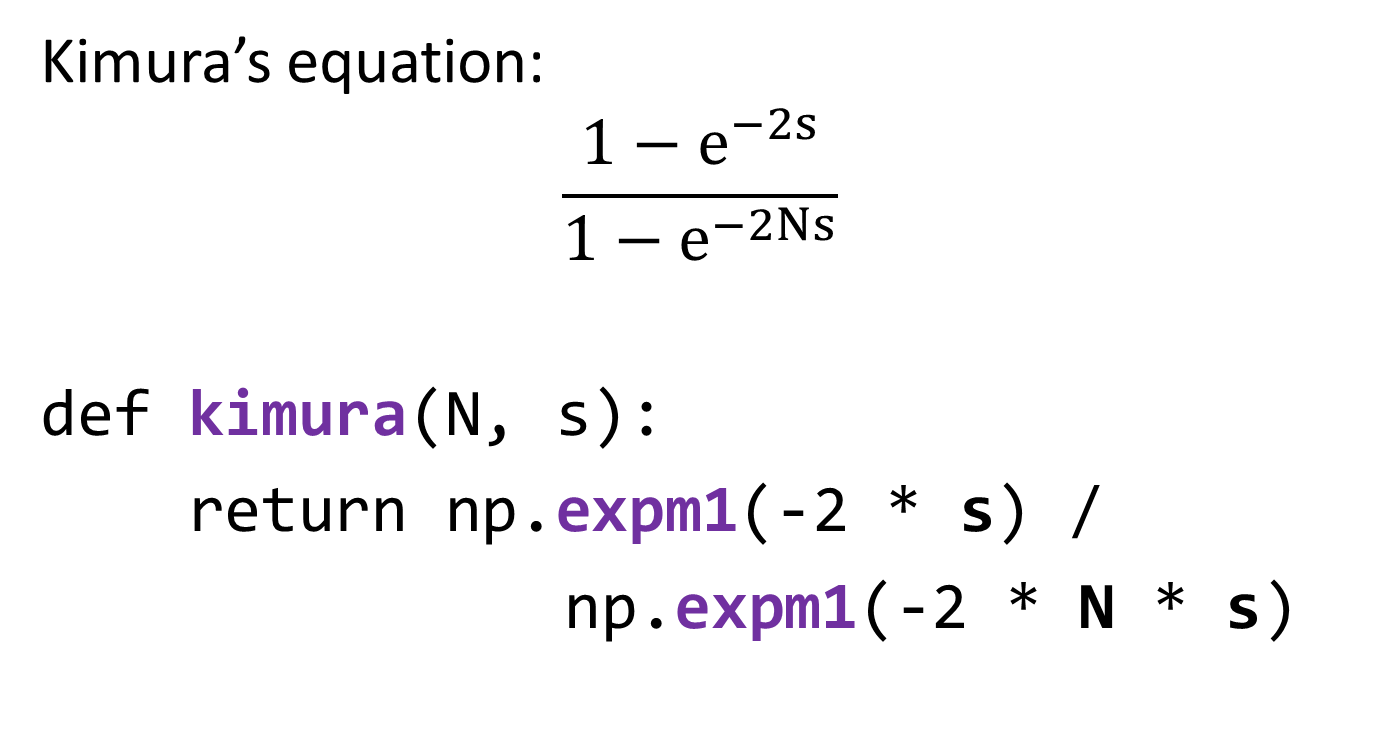 Kimura’s equation:
1 − e^−2s
1 − e^−2Ns
def kimura(N, s):
return np.expm1(-2 * s) /
np.expm1(-2 * N * s)